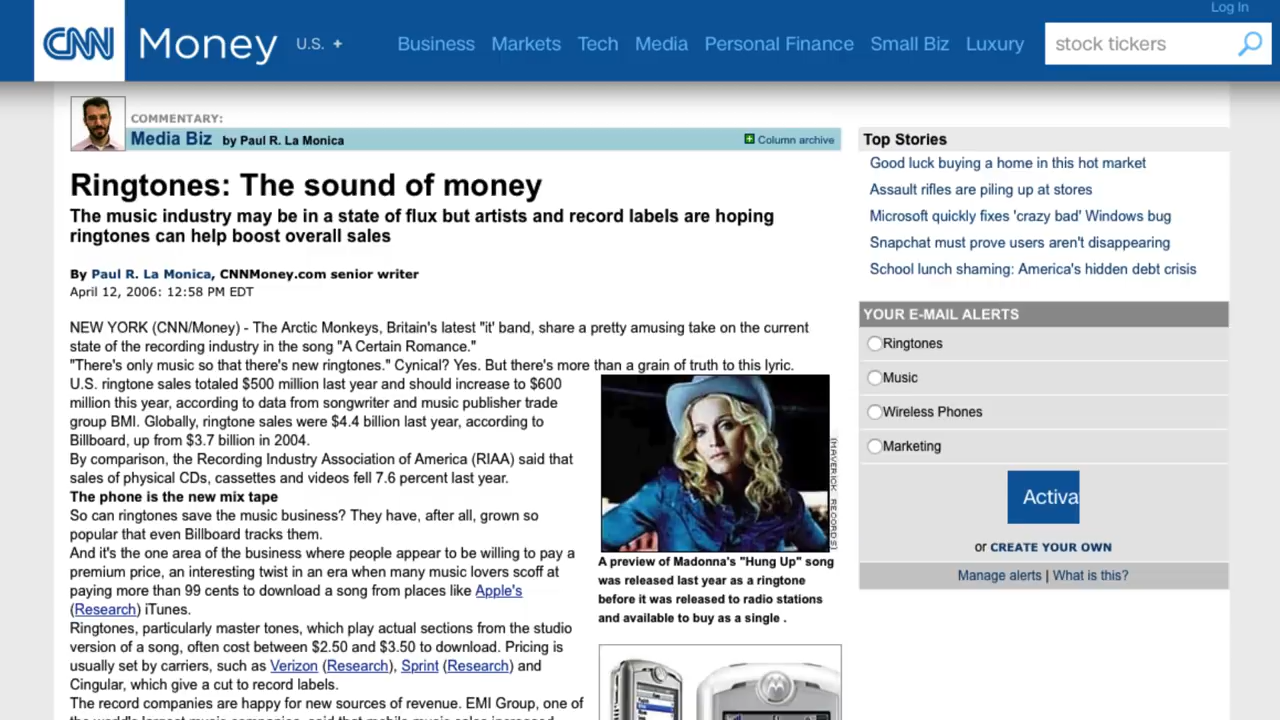 Log In
CNN Money U.S. + Business Markets Tech Media Personal Finance Small Biz Luxury stock tickers
COMMENTARY:
Media Biz by Paul R. La Monica Column archive
Ringtones: The sound of money
The music industry may be in a state of flux but artists and record labels are hoping
ringtones can help boost overall sales
By Paul R. La Monica, CNNMoney.com senior writer
April 12, 2006: 12:58 PM EDT
NEW YORK (CNN/Money) - The Arctic Monkeys, Britain's latest "it' band, share a pretty amusing take on the current
state of the recording industry in the song "A Certain Romance."
"There's only music so that there's new ringtones." Cynical? Yes. But there's more than a grain of truth to this lyric.
U.S. ringtone sales totaled $500 million last year and should increase to $600
million this year, according to data from songwriter and music publisher trade
group BMI. Globally, ringtone sales were $4.4 billion last year, according to
Billboard, up from $3.7 billion in 2004.
By comparison, the Recording Industry Association of America (RIAA) said that
sales of physical CDs, cassettes and videos fell 7.6 percent last year.
The phone is the new mix tape
So can ringtones save the music business? They have, after all, grown so
popular that even Billboard tracks them.
And it's the one area of the business where people appear to be willing to pay a
premium price, an interesting twist in an era when many music lovers scoff at
paying more than 99 cents to download a song from places like Apple's
(Research) iTunes.
Ringtones, particularly master tones, which play actual sections from the studio
version of a song, often cost between $2.50 and $3.50 to download. Pricing is
usually set by carriers, such as Verizon (Research), Sprint (Research) and
Cingular, which give a cut to record labels.
The record companies are happy for new sources of revenue. EMI Group, one of
the world's largest music companies, said that mobile music sales increased
(MAVERICK RECORDS)
A preview of Madonna's "Hung Up" song
was released last year as a ringtone
before it was released to radio stations
and available to buy as a single .
Top Stories
Good luck buying a home in this hot market
Assault rifles are piling up at stores
Microsoft quickly fixes 'crazy bad' Windows bug
Snapchat must prove users aren't disappearing
School lunch shaming: America's hidden debt crisis
YOUR E-MAIL ALERTS
Ringtones
Music
Wireless Phones
Marketing
Activa
or CREATE YOUR OWN
Manage alerts | What is this?